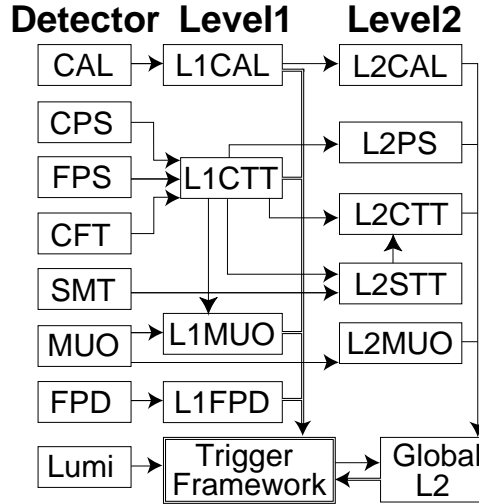 Detector Level1 Level2
CAL L1CAL L2CAL
CPS
L2PS
FPS L1CTT
CFT L2CTT
SMT L2STT
MUO L1MUO L2MUO
FPD L1FPD
Lumi Trigger Global
Framework L2